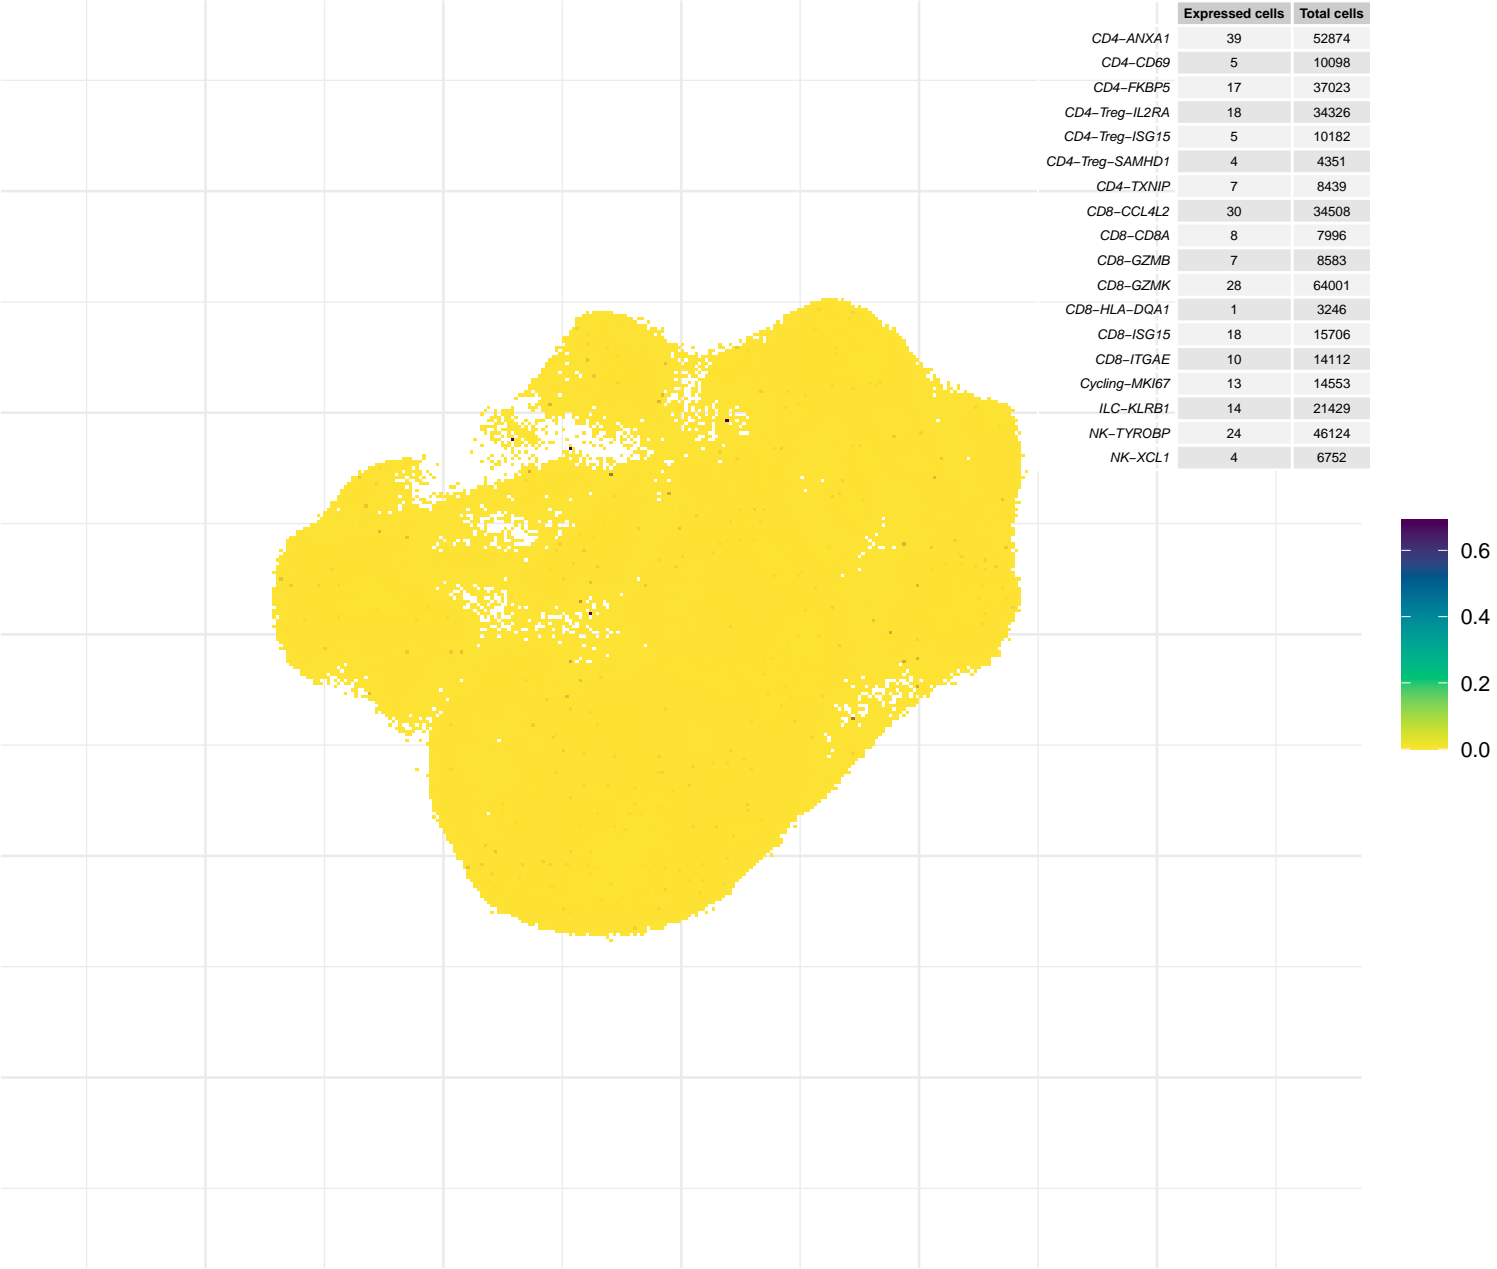 Expressed cells Total cells
CD4−ANXA1 39 52874
CD4−CD69 5 10098
CD4−FKBP5 17 37023
CD4−Treg−IL2RA 18 34326
CD4−Treg−ISG15 5 10182
CD4−Treg−SAMHD1 4 4351
CD4−TXNIP 7 8439
CD8−CCL4L2 30 34508
CD8−CD8A 8 7996
CD8−GZMB 7 8583
CD8−GZMK 28 64001
CD8−HLA−DQA1 1 3246
CD8−ISG15 18 15706
CD8−ITGAE 10 14112
Cycling−MKI67 13 14553
ILC−KLRB1 14 21429
NK−TYROBP 24 46124
NK−XCL1 4 6752
0.6
0.4
0.2
0.0